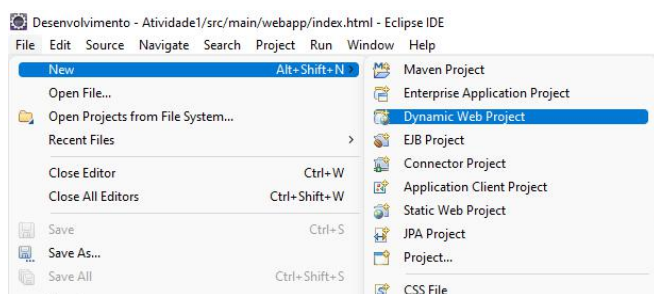 Desenvolvimento - Atividade1/src/main/webapp/index.html - Eclipse IDE
File Edit Source Navigate Search Project Run Window Help
New Alt+Shift+N
Open File...
Open Projects from File System...
Recent Files
Close Editor Ctrl+W
Close All Editors Ctrl+Shift+W
Save Ctrl+S
Save As...
Save All Ctrl+Shift+S
Maven Project
Enterprise Application Project
Dynamic Web Project
EJB Project
Connector Project
Application Client Project
Static Web Project
JPA Project
Project...
CSS File